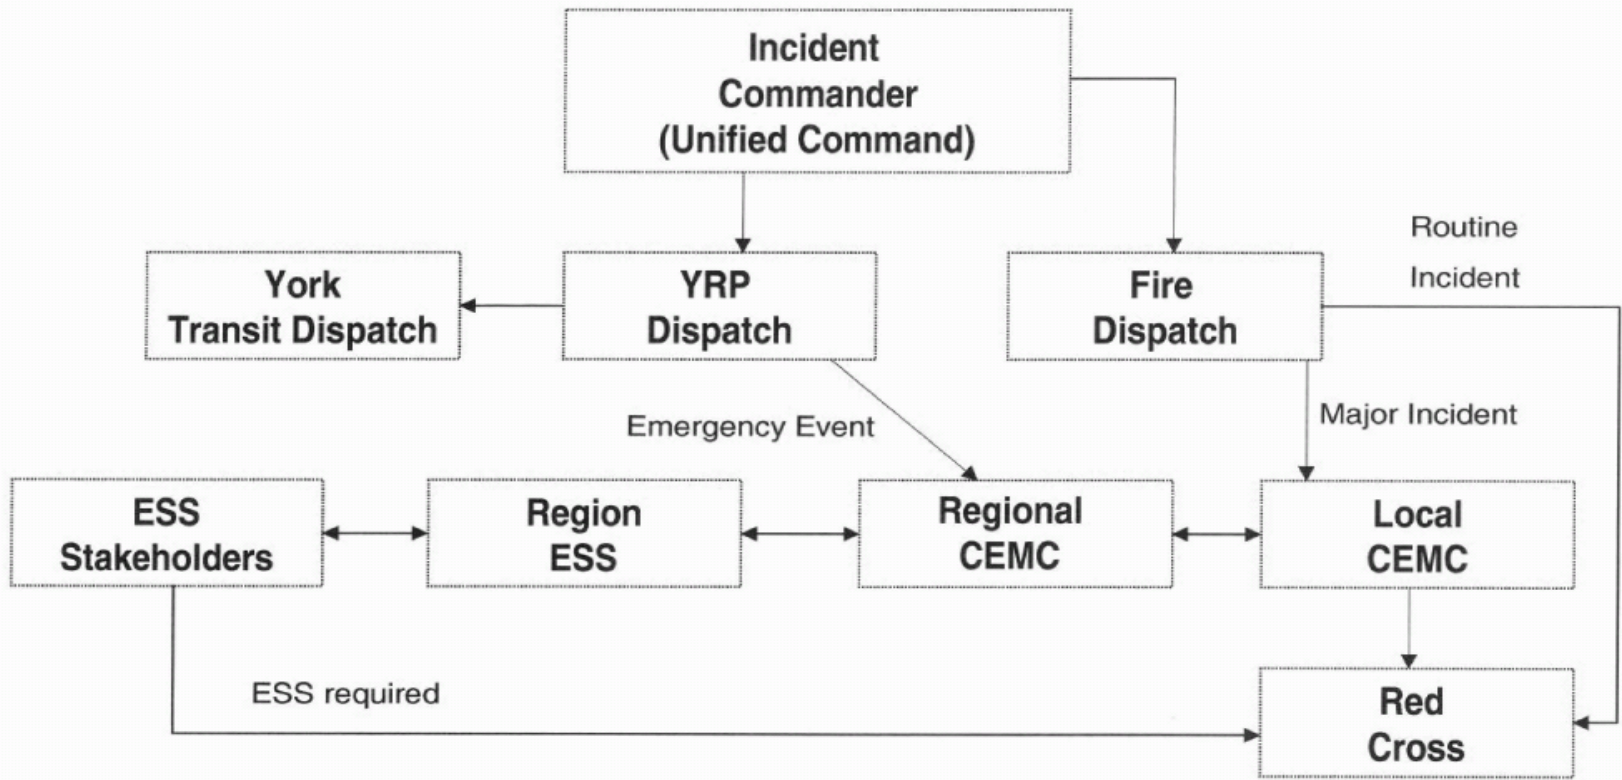 Incident
Commander
(Unified Command)
Routine
Incident
York
Transit Dispatch
YRP
Dispatch
Fire
Dispatch
Emergency Event
Major Incident
ESS
Stakeholders
Region
ESS
Regional
CEMC
Local
CEMC
ESS required
Red
Cross